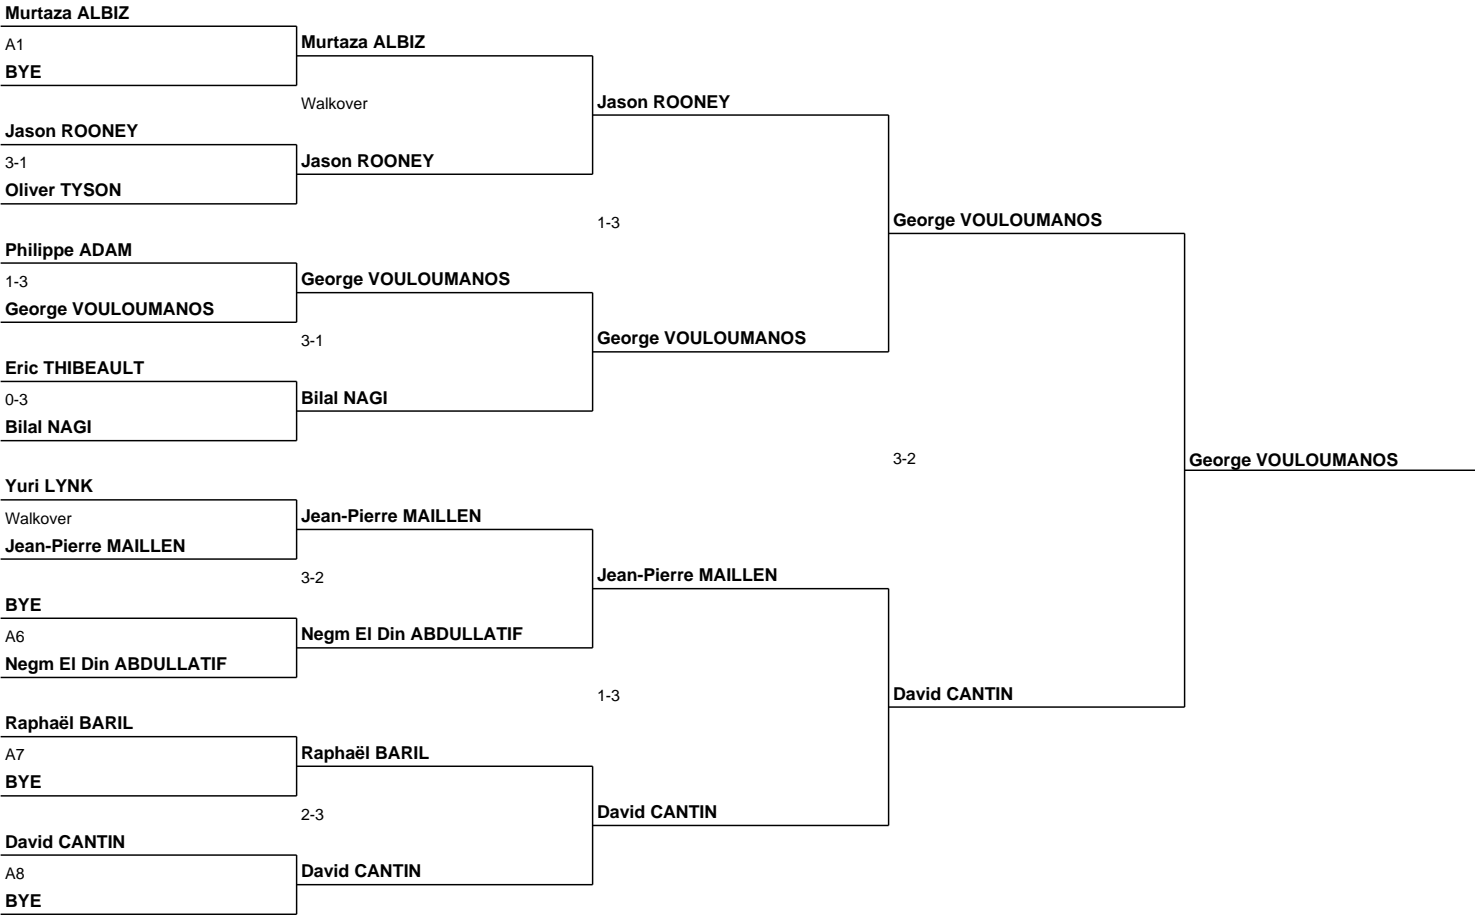 Murtaza ALBIZ
A1
BYE
Jason ROONEY
3-1
Oliver TYSON
Philippe ADAM
1-3
George VOULOUMANOS
Eric THIBEAULT
0-3
Bilal NAGI
Yuri LYNK
Walkover
Jean-Pierre MAILLEN
BYE
A6
Negm El Din ABDULLATIF
Raphaël BARIL
A7
BYE
David CANTIN
A8
BYE
Murtaza ALBIZ
Walkover
Jason ROONEY
George VOULOUMANOS
3-1
Bilal NAGI
Jean-Pierre MAILLEN
3-2
Negm El Din ABDULLATIF
Raphaël BARIL
2-3
David CANTIN
Jason ROONEY
1-3
George VOULOUMANOS
Jean-Pierre MAILLEN
1-3
David CANTIN
George VOULOUMANOS
3-2
David CANTIN
George VOULOUMANOS